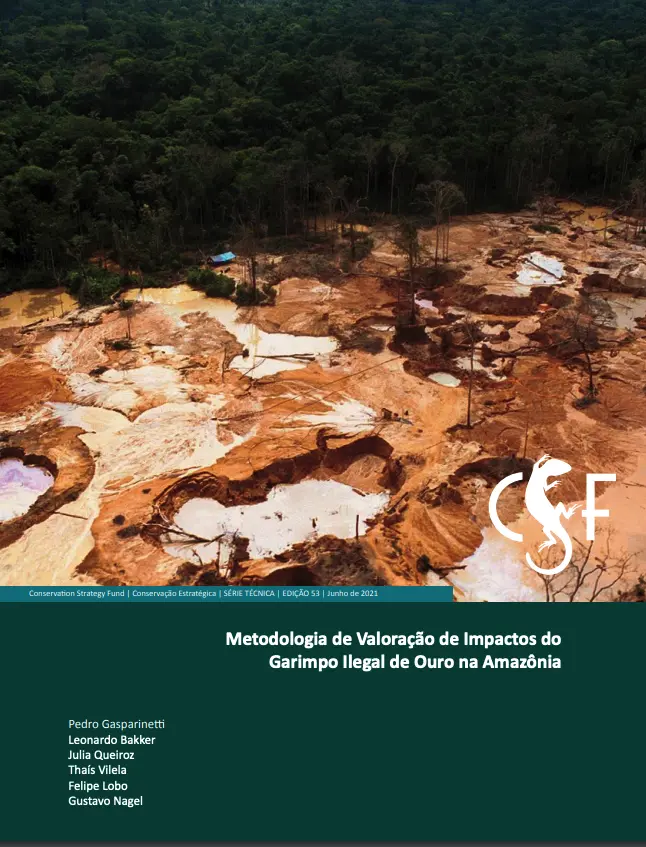 CSF
Conservation Strategy Fund | Conservação Estratégica | SÉRIE TÉCNICA | EDIÇÃO 53 | Junho de 2021
Metodologia de Valoração de Impactos do
Garimpo Ilegal de Ouro na Amazônia
Pedro Gasparinetti
Leonardo Bakker
Julia Queiroz
Thaís Vilela
Felipe Lobo
Gustavo Nagel